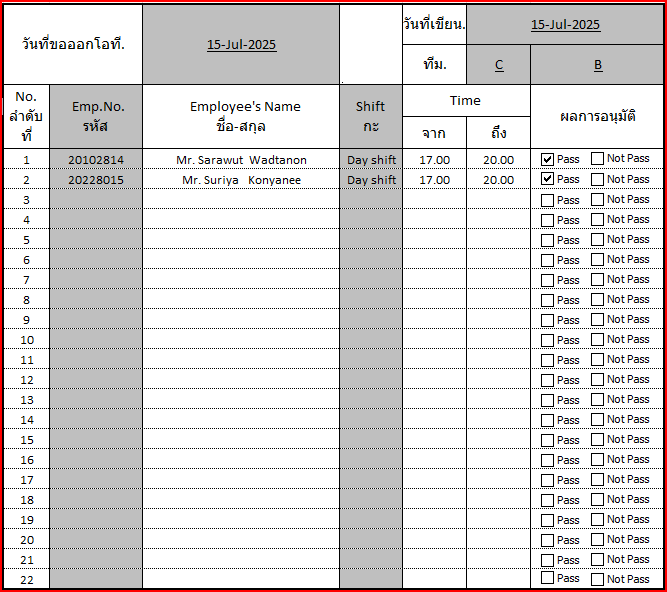 วันที่ขอออกโอที. 15-Jul-2025 วันที่เขียน. 15-Jul-2025
ทีม. C B
No. ลำดับที่ Emp.No. รหัส Employee's Name ชื่อ-สกุล Shift กะ Time ผลการอนุมัติ
จาก ถึง
1 20102814 Mr. Sarawut Wadtanon Day shift 17.00 20.00 Pass Not Pass
2 20228015 Mr. Suriya Konyanee Day shift 17.00 20.00 Pass Not Pass
3 Pass Not Pass
4 Pass Not Pass
5 Pass Not Pass
6 Pass Not Pass
7 Pass Not Pass
8 Pass Not Pass
9 Pass Not Pass
10 Pass Not Pass
11 Pass Not Pass
12 Pass Not Pass
13 Pass Not Pass
14 Pass Not Pass
15 Pass Not Pass
16 Pass Not Pass
17 Pass Not Pass
18 Pass Not Pass
19 Pass Not Pass
20 Pass Not Pass
21 Pass Not Pass
22 Pass Not Pass